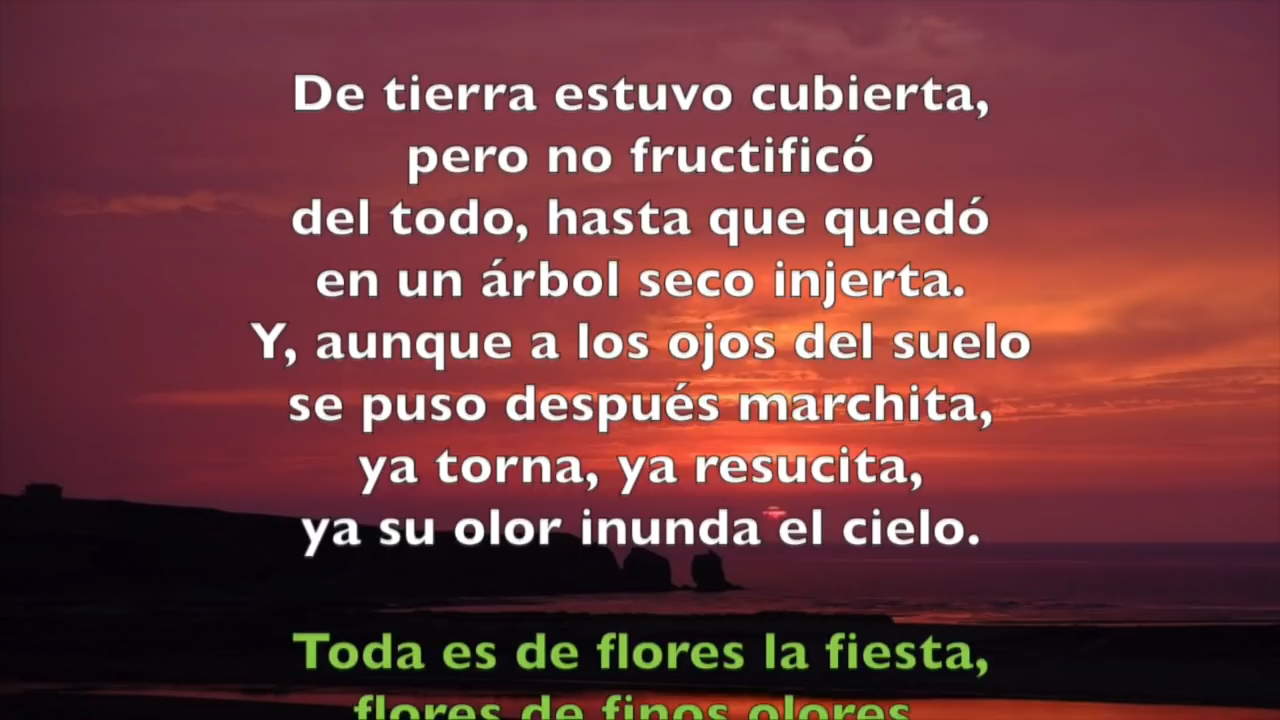 De tierra estuvo cubierta,
pero no fructificó
del todo, hasta que quedó
en un árbol seco injerta.
Y, aunque a los ojos del suelo
se puso después marchita,
ya torna, ya resucita,
ya su olor inunda el cielo.
Toda es de flores la fiesta,
flores de finos olores